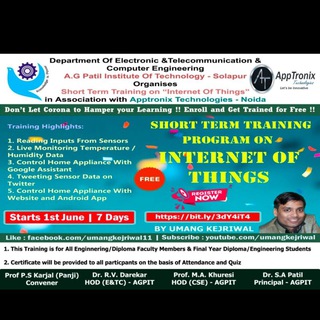 Department Of Electronic &Telecommunication &
Computer Engineering
A.G Patil Institute Of Technology - Solapur
Organises
Short Term Training on "Internet Of Things"
in Association with Apptronix Technologies - Noida
AppTronix
Technologies
Let's be innovative
Don't Let Corona to Hamper your Learning !! Enroll and Get Trained for Free !!
Training Highlights:
1. Reading Inputs From Sensors
2. Live Monitoring Temperature /
Humidity Data
3. Control Home Appliance With
Google Assistant
4. Tweeting Sensor Data on
Twitter
5. Control Home Appliance With
Website and Android App
SHORT TERM TRAINING
PROGRAM ON
INTERNET OF
THINGS
FREE
REGISTER
NOW
Starts 1st June | 7 Days
https://bit.ly/3dY4iT4
BY UMANG KEJRIWAL
Like : facebook.com/umangkejriwal11 | Subscribe : youtube.com/umangkejriwal
1. This Training is for All Enginnering/Diploma Faculty Members & Final Year Diploma/Engineering Students
2. Certificate will be provided to all particpants on the basis of Attendance and Quiz
Prof P.S Karjal (Panji)
Convener
Dr. R.V. Darekar
HOD (E&TC) - AGPIT
Prof. M.A. Khuresi
HOD (CSE) - AGPIT
Dr. S.A Patil
Principal - AGPIT